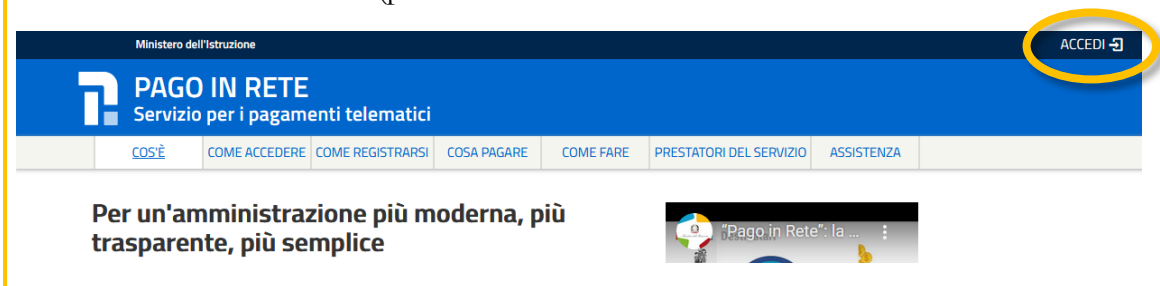 Ministero dell'Istruzione
ACCEDI
PAGO IN RETE
Servizio per i pagamenti telematici
COS'È COME ACCEDERE COME REGISTRARSI COSA PAGARE COME FARE PRESTATORI DEL SERVIZIO ASSISTENZA
Per un'amministrazione più moderna, più
trasparente, più semplice
"Pago in Rete": la ...